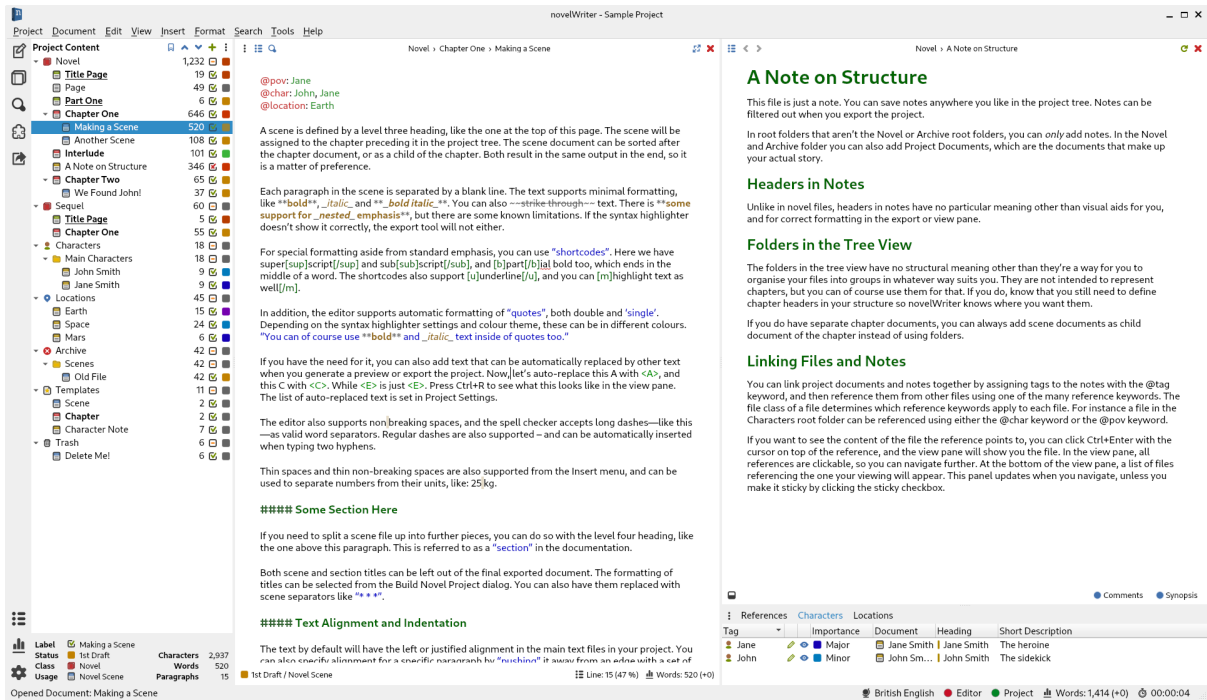 novelWriter - Sample Project
Project Document Edit View Insert Format Search Tools Help
Project Content
Novel 1,232
Title Page 19
Page 49
Part One 6
Chapter One 646
Making a Scene 520
Another Scene 108
Interlude 101
A Note on Structure 346
Chapter Two 65
We Found John! 37
Sequel 60
Title Page 5
Chapter One 55
Characters 18
Main Characters 18
John Smith 9
Jane Smith 9
Locations 45
Earth 15
Space 24
Mars 6
Archive 42
Scenes 42
Old File 42
Templates 11
Scene 2
Chapter 2
Character Note 7
Trash 6
Delete Me! 6
Label Making a Scene
Status 1st Draft Characters 2,937
Class Novel Words 520
Usage Novel Scene Paragraphs 15
Opened Document: Making a Scene
Novel › Chapter One › Making a Scene
@pov: Jane
@char: John, Jane
@location: Earth
A scene is defined by a level three heading, like the one at the top of this page. The scene will be
assigned to the chapter preceding it in the project tree. The scene document can be sorted after
the chapter document, or as a child of the chapter. Both result in the same output in the end, so it
is a matter of preference.
Each paragraph in the scene is separated by a blank line. The text supports minimal formatting,
like **bold**, _italic_ and **_bold italic_**. You can also ~~strike through~~ text. There is **some
support for _nested_ emphasis**, but there are some known limitations. If the syntax highlighter
doesn't show it correctly, the export tool will not either.
For special formatting aside from standard emphasis, you can use “shortcodes”. Here we have
super[sup]script[/sup] and sub[sub]script[/sub], and [b]part[/b]ial bold too, which ends in the
middle of a word. The shortcodes also support [u]underline[/u], and you can [m]highlight text as
well[/m].
In addition, the editor supports automatic formatting of “quotes”, both double and ‘single’.
Depending on the syntax highlighter settings and colour theme, these can be in different colours.
“You can of course use **bold** and _italic_ text inside of quotes too.”
If you have the need for it, you can also add text that can be automatically replaced by other text
when you generate a preview or export the project. Now, let's auto-replace this A with <A>, and
this C with <C>. While <E> is just <E>. Press Ctrl+R to see what this looks like in the view pane.
The list of auto-replaced text is set in Project Settings.
The editor also supports non breaking spaces, and the spell checker accepts long dashes—like this
—as valid word separators. Regular dashes are also supported – and can be automatically inserted
when typing two hyphens.
Thin spaces and thin non-breaking spaces are also supported from the Insert menu, and can be
used to separate numbers from their units, like: 25 kg.
#### Some Section Here
If you need to split a scene file up into further pieces, you can do so with the level four heading, like
the one above this paragraph. This is referred to as a “section” in the documentation.
Both scene and section titles can be left out of the final exported document. The formatting of
titles can be selected from the Build Novel Project dialog. You can also have them replaced with
scene separators like “* * *”.
#### Text Alignment and Indentation
The text by default will have the left or justified alignment in the main text files in your project. You
can also specify alignment for a specific paragraph by “pushing” it away from an edge with a set of
1st Draft / Novel Scene Line: 15 (47 %) Words: 520 (+0)
Novel › A Note on Structure
A Note on Structure
This file is just a note. You can save notes anywhere you like in the project tree. Notes can be
filtered out when you export the project.
In root folders that aren't the Novel or Archive root folders, you can only add notes. In the Novel
and Archive folder you can also add Project Documents, which are the documents that make up
your actual story.
Headers in Notes
Unlike in novel files, headers in notes have no particular meaning other than visual aids for you,
and for correct formatting in the export or view pane.
Folders in the Tree View
The folders in the tree view have no structural meaning other than they're a way for you to
organise your files into groups in whatever way suits you. They are not intended to represent
chapters, but you can of course use them for that. If you do, know that you still need to define
chapter headers in your structure so novelWriter knows where you want them.
If you do have separate chapter documents, you can always add scene documents as child
document of the chapter instead of using folders.
Linking Files and Notes
You can link project documents and notes together by assigning tags to the notes with the @tag
keyword, and then reference them from other files using one of the many reference keywords. The
file class of a file determines which reference keywords apply to each file. For instance a file in the
Characters root folder can be referenced using either the @char keyword or the @pov keyword.
If you want to see the content of the file the reference points to, you can click Ctrl+Enter with the
cursor on top of the reference, and the view pane will show you the file. In the view pane, all
references are clickable, so you can navigate further. At the bottom of the view pane, a list of files
referencing the one your viewing will appear. This panel updates when you navigate, unless you
make it sticky by clicking the sticky checkbox.
Comments Synopsis
References Characters Locations
Tag Importance Document Heading Short Description
Jane Major Jane Smith Jane Smith The heroine
John Minor John Sm... John Smith The sidekick
British English Editor Project Words: 1,414 (+0) 00:00:04